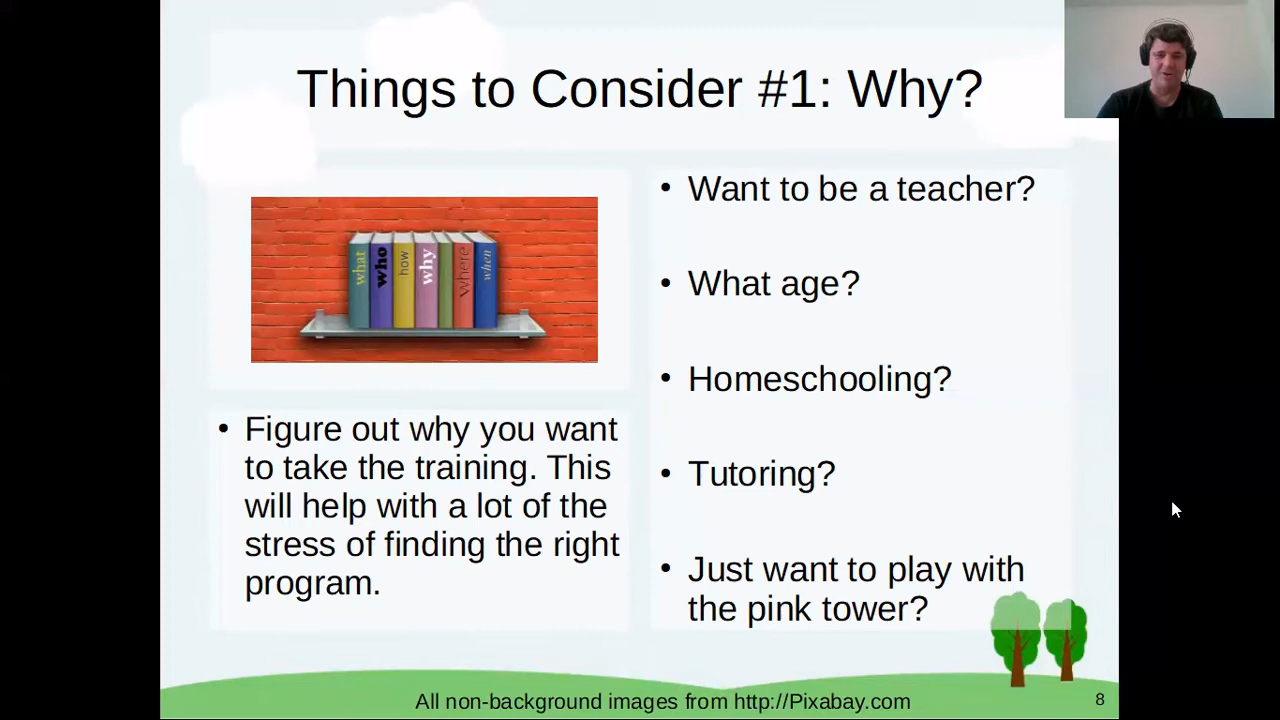 Things to Consider #1: Why?
what
who
how
why
Where
when
• Figure out why you want
to take the training. This
will help with a lot of the
stress of finding the right
program.
• Want to be a teacher?
• What age?
• Homeschooling?
• Tutoring?
• Just want to play with
the pink tower?
All non-background images from http://Pixabay.com
8